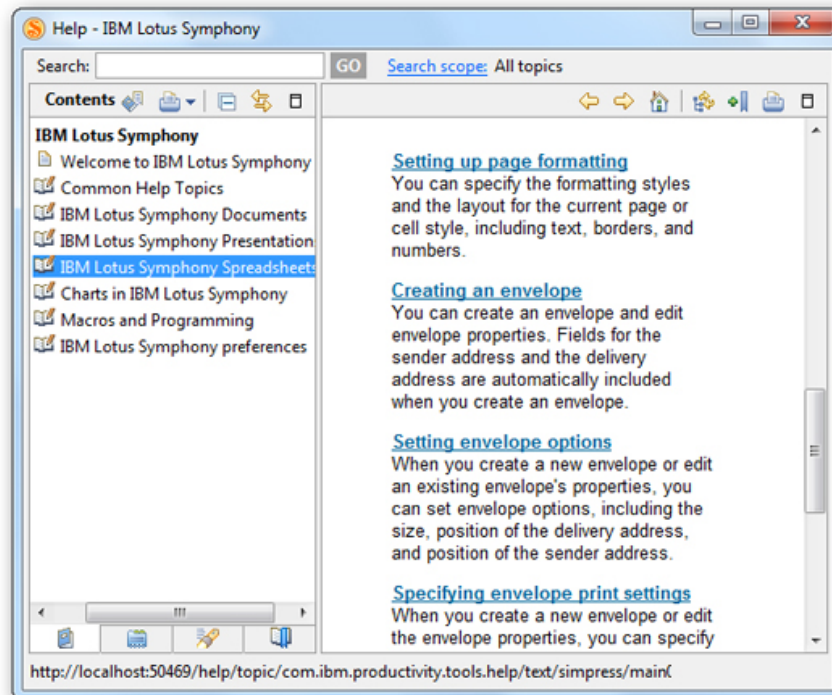 Help - IBM Lotus Symphony
Search:
GO
Search scope: All topics
Contents
IBM Lotus Symphony
Welcome to IBM Lotus Symphony
Common Help Topics
IBM Lotus Symphony Documents
IBM Lotus Symphony Presentation
IBM Lotus Symphony Spreadsheets
Charts in IBM Lotus Symphony
Macros and Programming
IBM Lotus Symphony preferences
Setting up page formatting
You can specify the formatting styles
and the layout for the current page or
cell style, including text, borders, and
numbers.
Creating an envelope
You can create an envelope and edit
envelope properties. Fields for the
sender address and the delivery
address are automatically included
when you create an envelope.
Setting envelope options
When you create a new envelope or edit
an existing envelope's properties, you
can set envelope options, including the
size, position of the delivery address,
and position of the sender address.
Specifying envelope print settings
When you create a new envelope or edit
the envelope properties, you can specify
http://localhost:50469/help/topic/com.ibm.productivity.tools.help/text/simpress/main